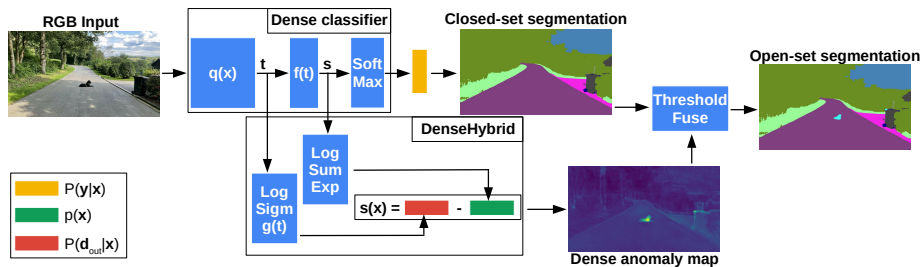 RGB Input
Dense classifier
q(x)
t
f(t)
s
Soft
Max
Closed-set segmentation
Open-set segmentation
Threshold
Fuse
DenseHybrid
Log
Sum
Exp
Log
Sigm
g(t)
s(x) =
-
P(y|x)
p(x)
P(d_out|x)
Dense anomaly map